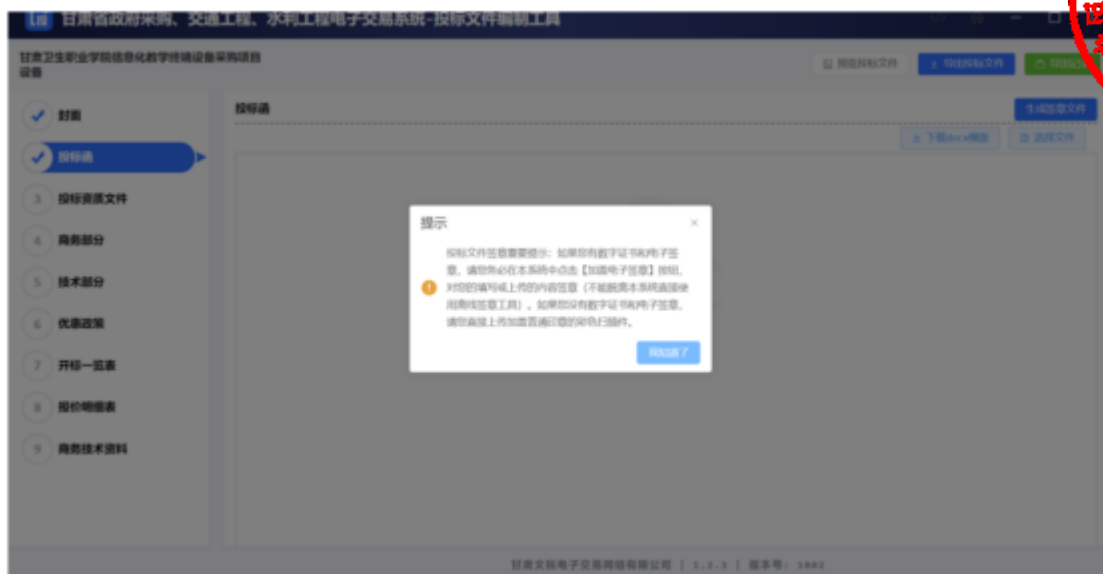 甘肃省政府采购、交通工程、水利工程电子交易系统-投标文件编制工具
甘肃卫生职业学院信息化教学终端设备采购项目
设备
预览投标文件
导出投标文件
封面
投标函
投标资质文件
商务部分
技术部分
优惠政策
开标一览表
报价明细表
商务技术资料
投标函
生成签章文件
下载docx模版
选择文件
提示
投标文件签章重要提示：如果您有数字证书和电子签
章，请您务必在本系统中点击【加盖电子签章】按钮，
对您的填写或上传的内容签章（不能脱离本系统直接使
用离线签章工具）。如果您没有数字证书和电子签章，
请您直接上传加盖普通印章的彩色扫描件。
我知道了
甘肃文锐电子交易网络有限公司 | 1.2.3 | 版本号: 1002